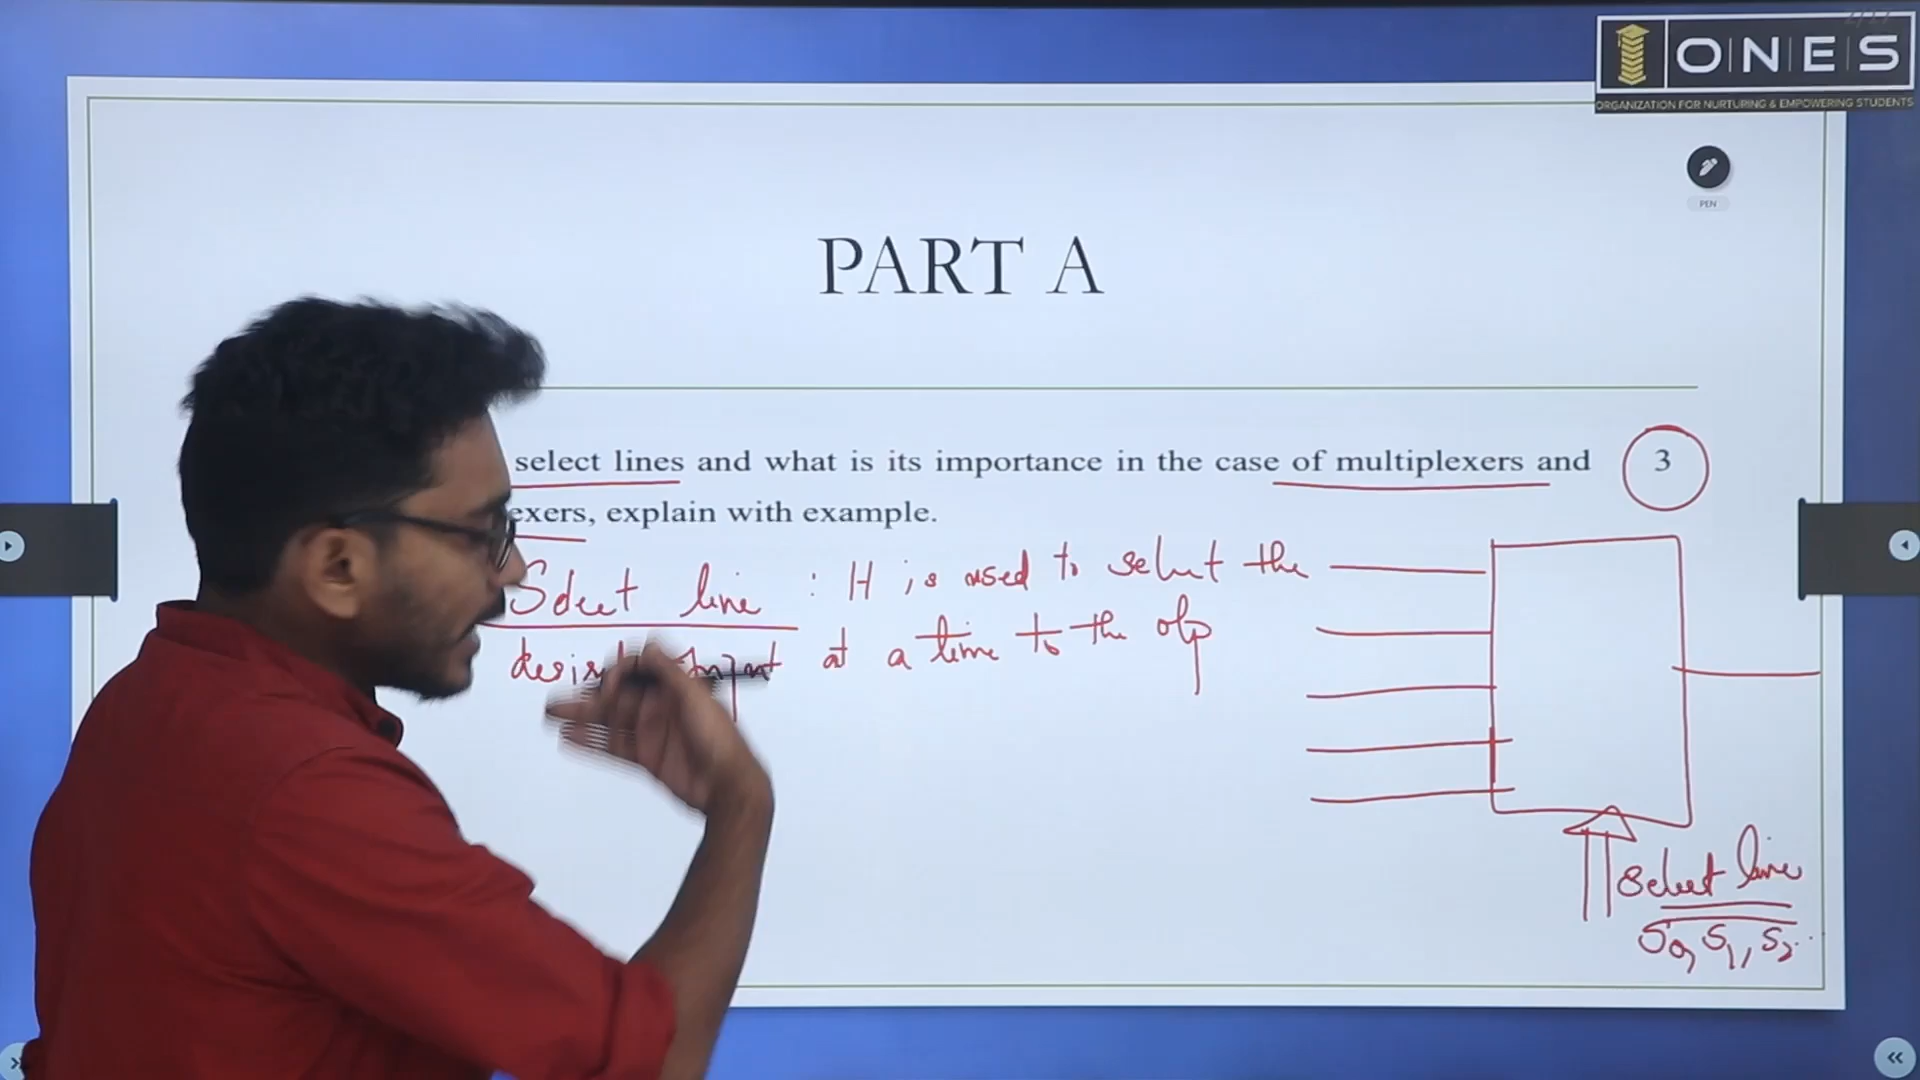 ONES
ORGANIZATION FOR NURTURING & EMPOWERING STUDENTS
PEN
PART A
select lines and what is its importance in the case of multiplexers and 3
exers, explain with example.
Select line : It is used to select the
desired input at a time to the o/p
Select line
S0, S1, S2..